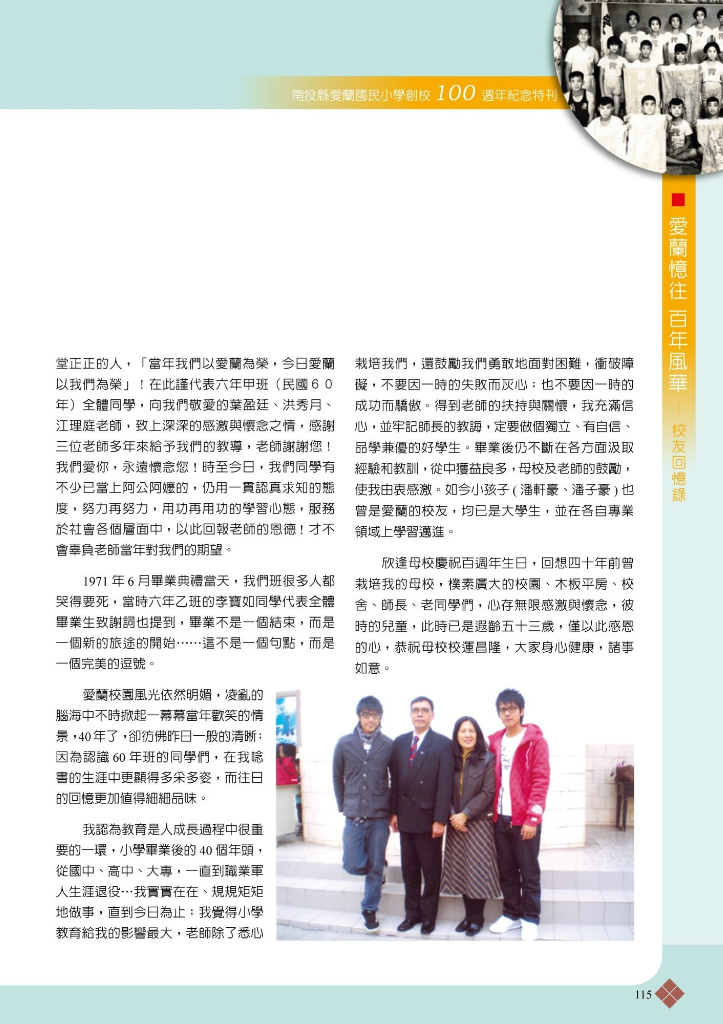 南投縣愛蘭國民小學創校 100 週年紀念特刊
■ 愛蘭憶往 百年風華—校友回憶錄
堂正正的人，「當年我們以愛蘭為榮，今日愛蘭
以我們為榮」！在此謹代表六年甲班（民國６０
年）全體同學，向我們敬愛的葉盈廷、洪秀月、
江理庭老師，致上深深的感激與懷念之情，感謝
三位老師多年來給予我們的教導，老師謝謝您！
我們愛你，永遠懷念您！時至今日，我們同學有
不少已當上阿公阿嬤的，仍用一貫認真求知的態
度，努力再努力，用功再用功的學習心態，服務
於社會各個層面中，以此回報老師的恩德！才不
會辜負老師當年對我們的期望。
1971 年 6 月畢業典禮當天，我們班很多人都
哭得要死，當時六年乙班的李寶如同學代表全體
畢業生致謝詞也提到，畢業不是一個結束，而是
一個新的旅途的開始……這不是一個句點，而是
一個完美的逗號。
愛蘭校園風光依然明媚，凌亂的
腦海中不時掀起一幕幕當年歡笑的情
景，40 年了，卻彷彿昨日一般的清晰；
因為認識 60 年班的同學們，在我唸
書的生涯中更顯得多采多姿，而往日
的回憶更加值得細細品味。
我認為教育是人成長過程中很重
要的一環，小學畢業後的 40 個年頭，
從國中、高中、大專，一直到職業軍
人生涯退役…我實實在在、規規矩矩
地做事，直到今日為止；我覺得小學
教育給我的影響最大，老師除了悉心
栽培我們，還鼓勵我們勇敢地面對困難，衝破障
礙，不要因一時的失敗而灰心；也不要因一時的
成功而驕傲。得到老師的扶持與關懷，我充滿信
心，並牢記師長的教誨，定要做個獨立、有自信、
品學兼優的好學生。畢業後仍不斷在各方面汲取
經驗和教訓，從中獲益良多，母校及老師的鼓勵，
使我由衷感激。如今小孩子 ( 潘軒豪、潘子豪 ) 也
曾是愛蘭的校友，均已是大學生，並在各自專業
領域上學習邁進。
欣逢母校慶祝百週年生日，回想四十年前曾
栽培我的母校，樸素廣大的校園、木板平房、校
舍、師長、老同學們，心存無限感激與懷念，彼
時的兒童，此時已是遐齡五十三歲，僅以此感恩
的心，恭祝母校校運昌隆，大家身心健康，諸事
如意。
115